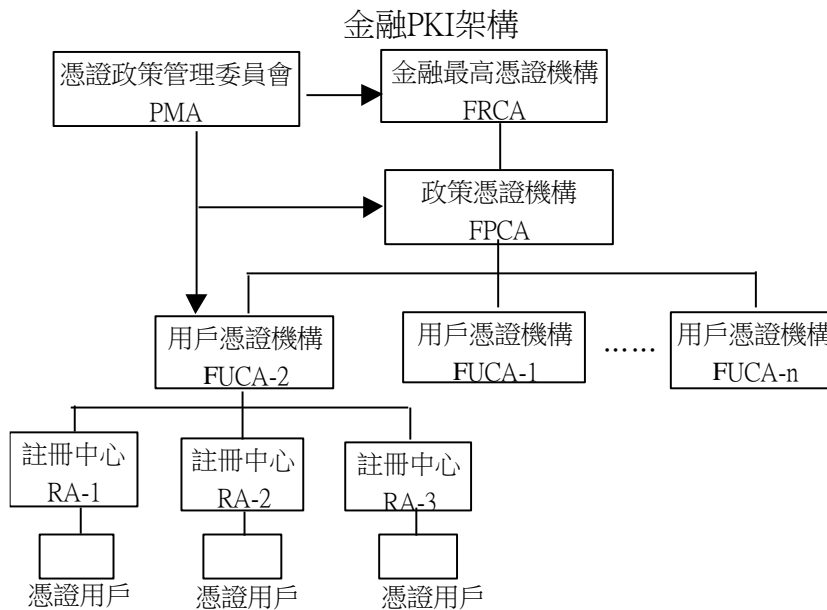 金融PKI架構
憑證政策管理委員會
PMA
金融最高憑證機構
FRCA
政策憑證機構
FPCA
用戶憑證機構
FUCA-2
用戶憑證機構
FUCA-1
……
用戶憑證機構
FUCA-n
註冊中心
RA-1
註冊中心
RA-2
註冊中心
RA-3
憑證用戶
憑證用戶
憑證用戶